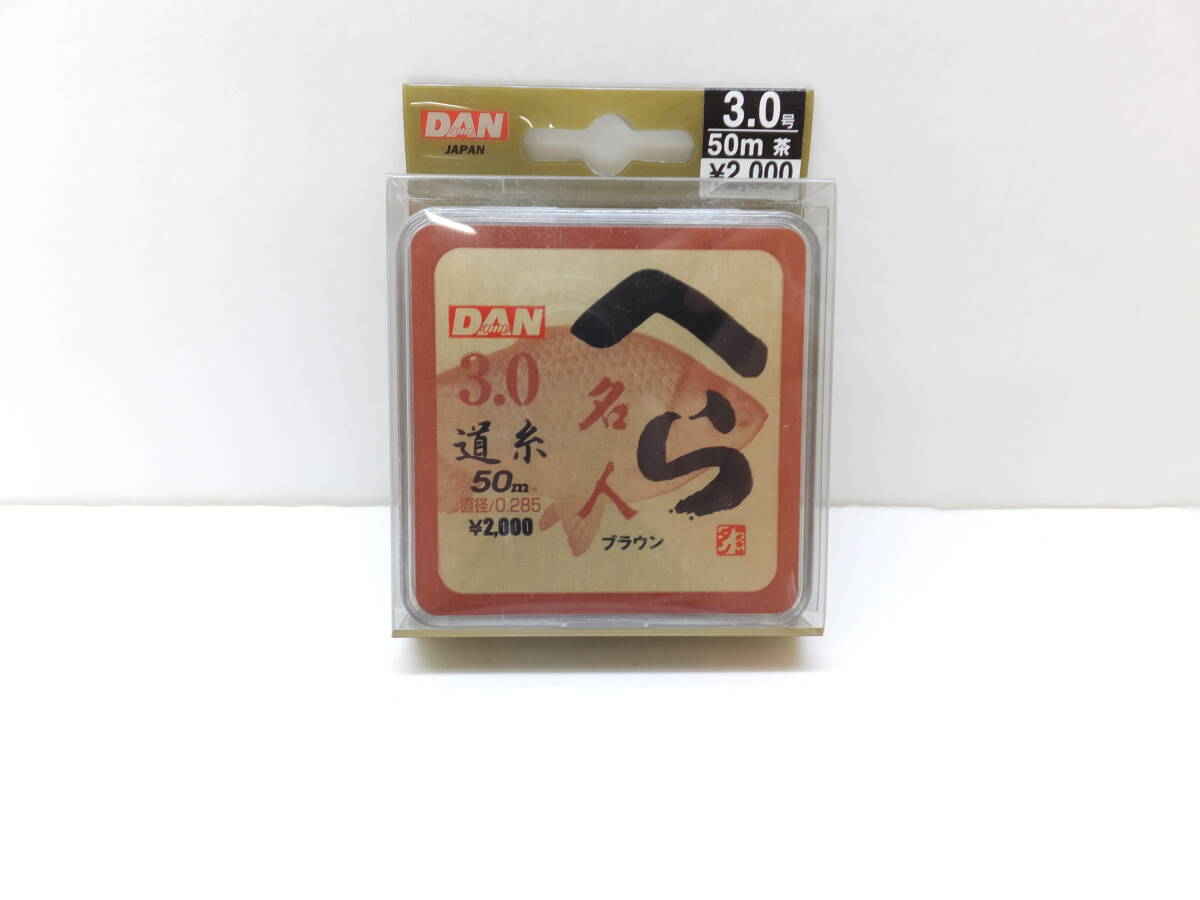 DAN
JAPAN
3.0号
50m 茶
¥2,000
へら
名人
DAN
3.0
道糸
50m
直径/0.285
¥2,000
ブラウン